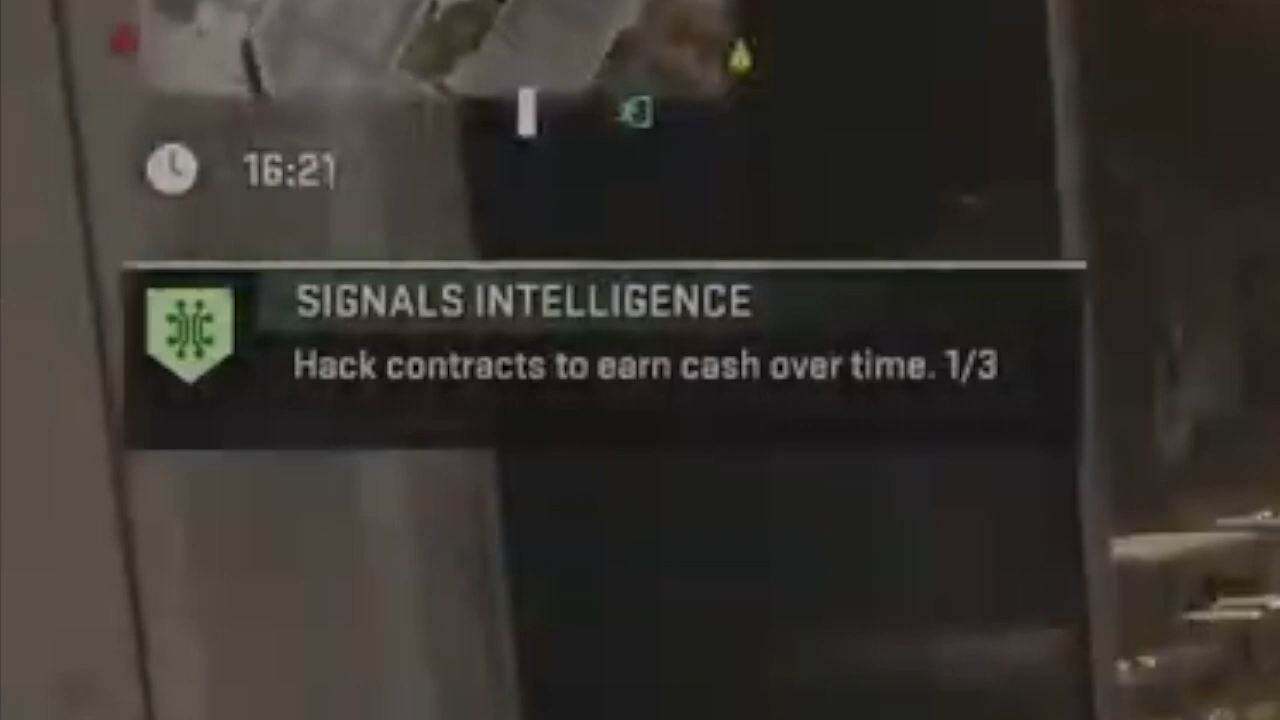 16:21
SIGNALS INTELLIGENCE
Hack contracts to earn cash over time. 1/3